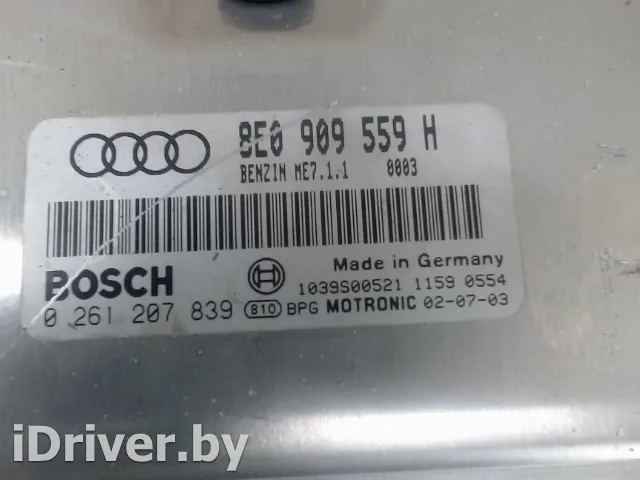 8E0 909 559 H
BENZIN ME7.1.1 0003
BOSCH
Made in Germany
1039S00521 1159 0554
0 261 207 839 810 BPG MOTRONIC 02-07-03
iDriver.by